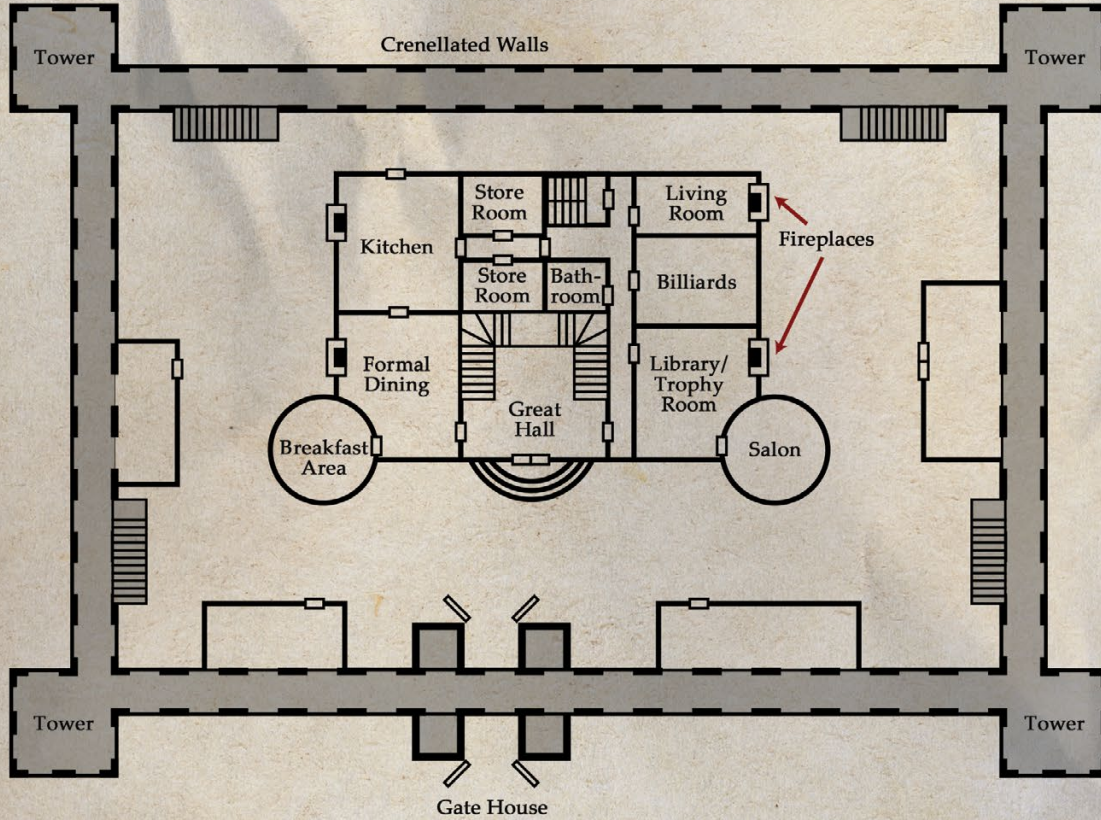 Tower
Crenellated Walls
Tower
Store
Room
Living
Room
Kitchen
Fireplaces
Store
Room
Bath-
room
Billiards
Formal
Dining
Library/
Trophy
Room
Great
Hall
Breakfast
Area
Salon
Tower
Tower
Gate House